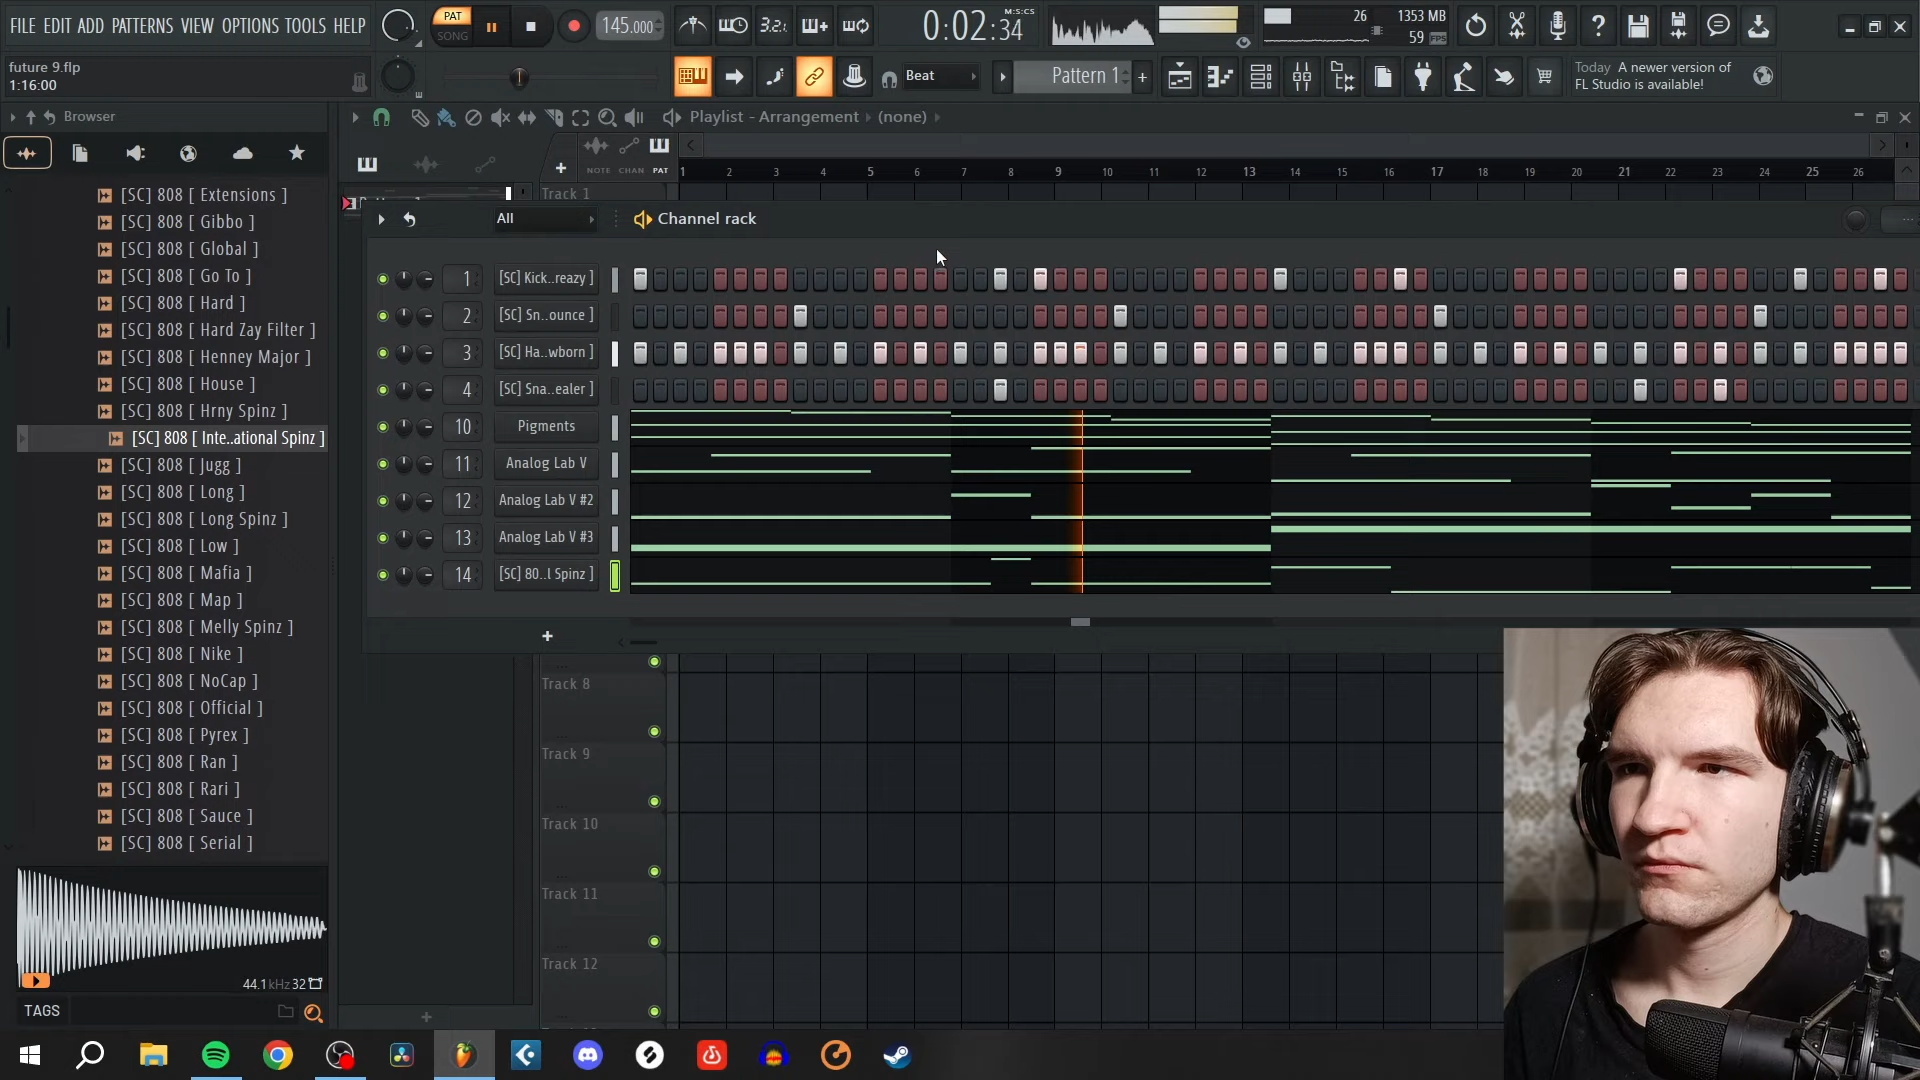 FILE EDIT ADD PATTERNS VIEW OPTIONS TOOLS HELP
PAT
SONG
145.000
3.2.
0:02:34
M:S:CS
26
1353 MB
59
future 9.flp
1:16:00
Beat
Pattern 1
Today A newer version of
FL Studio is available!
Browser
Playlist - Arrangement
(none)
NOTE CHAN PAT
1 2 3 4 5 6 7 8 9 10 11 12 13 14 15 16 17 18 19 20 21 22 23 24 25 26
Track 1
All
Channel rack
1 [SC] Kick..reazy ]
2 [SC] Sn..ounce ]
3 [SC] Ha..wborn ]
4 [SC] Sna..ealer ]
10 Pigments
11 Analog Lab V
12 Analog Lab V #2
13 Analog Lab V #3
14 [SC] 80..l Spinz ]
[SC] 808 [ Extensions ]
[SC] 808 [ Gibbo ]
[SC] 808 [ Global ]
[SC] 808 [ Go To ]
[SC] 808 [ Hard ]
[SC] 808 [ Hard Zay Filter ]
[SC] 808 [ Henney Major ]
[SC] 808 [ House ]
[SC] 808 [ Hrny Spinz ]
[SC] 808 [ Inte..ational Spinz ]
[SC] 808 [ Jugg ]
[SC] 808 [ Long ]
[SC] 808 [ Long Spinz ]
[SC] 808 [ Low ]
[SC] 808 [ Mafia ]
[SC] 808 [ Map ]
[SC] 808 [ Melly Spinz ]
[SC] 808 [ Nike ]
[SC] 808 [ NoCap ]
[SC] 808 [ Official ]
[SC] 808 [ Pyrex ]
[SC] 808 [ Ran ]
[SC] 808 [ Rari ]
[SC] 808 [ Sauce ]
[SC] 808 [ Serial ]
Track 8
Track 9
Track 10
Track 11
Track 12
44.1kHz 32
TAGS